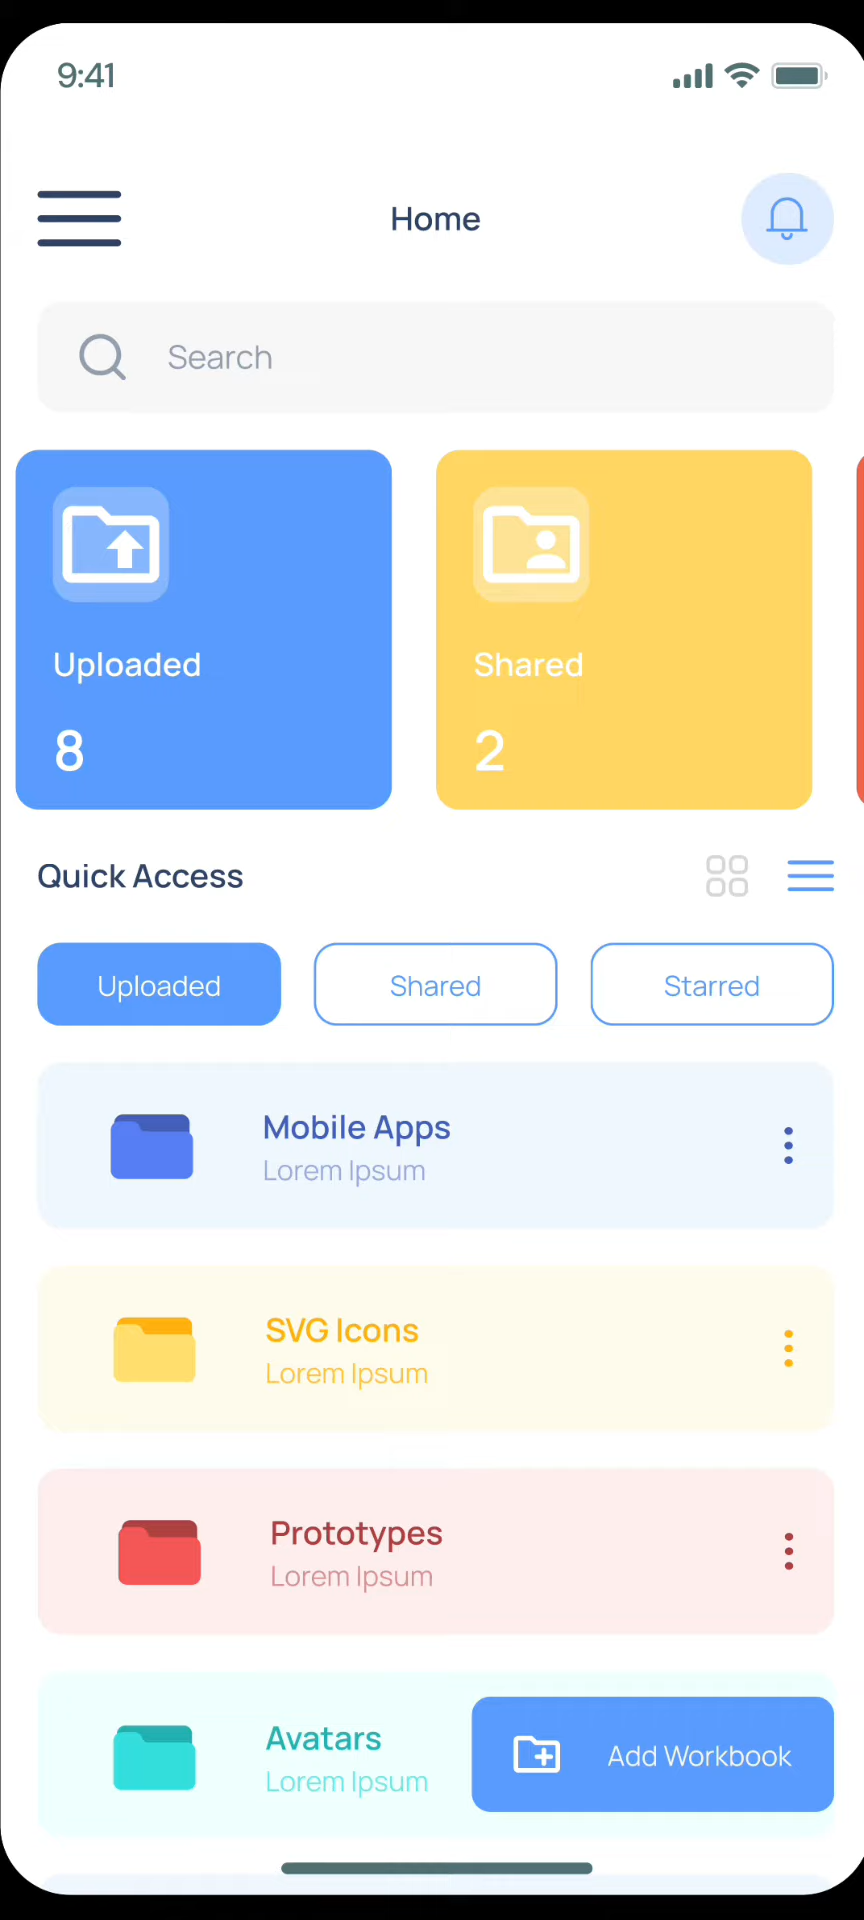 9:41
Home
Search
Uploaded
8
Shared
2
Quick Access
Uploaded
Shared
Starred
Mobile Apps
Lorem Ipsum
SVG Icons
Lorem Ipsum
Prototypes
Lorem Ipsum
Avatars
Lorem Ipsum
Add Workbook